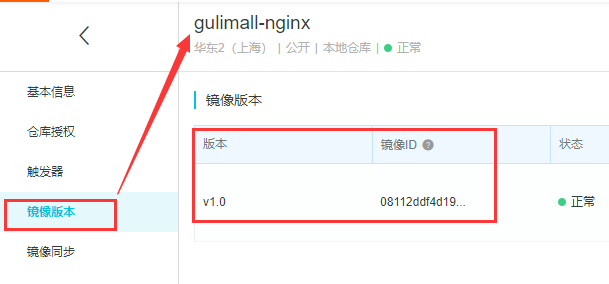 gulimall-nginx
华东2（上海） | 公开 | 本地仓库 | 正常
基本信息
仓库授权
触发器
镜像版本
镜像同步
镜像版本
版本 镜像ID ? 状态
v1.0 08112ddf4d19... 正常